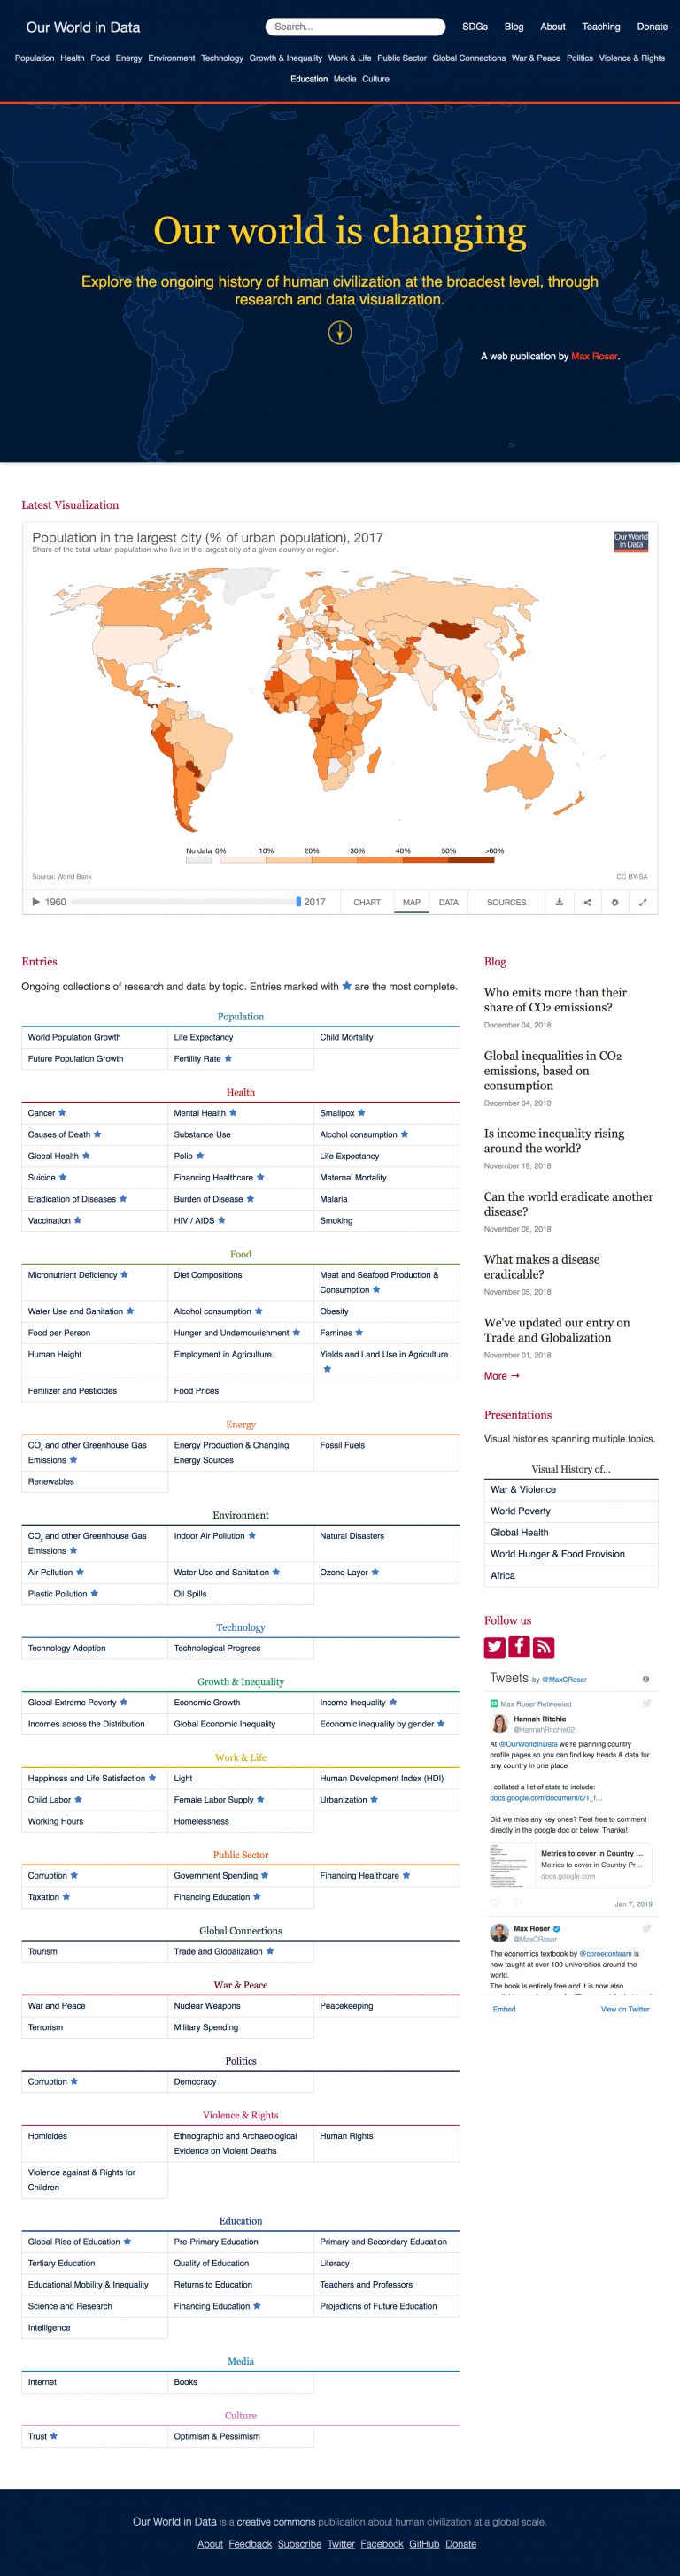 Our World in Data
Search...
SDGs Blog About Teaching Donate
Population Health Food Energy Environment Technology Growth & Inequality Work & Life Public Sector Global Connections War & Peace Politics Violence & Rights
Education Media Culture
Our world is changing
Explore the ongoing history of human civilization at the broadest level, through
research and data visualization.
A web publication by Max Roser.
Latest Visualization
Population in the largest city (% of urban population), 2017
Share of the total urban population who live in the largest city of a given country or region.
Our World
in Data
No data 0% 10% 20% 30% 40% 50% >60%
Source: World Bank
CC BY-SA
1960 2017 CHART MAP DATA SOURCES
Entries
Ongoing collections of research and data by topic. Entries marked with ★ are the most complete.
Population
World Population Growth Life Expectancy Child Mortality
Future Population Growth Fertility Rate ★
Health
Cancer ★ Mental Health ★ Smallpox ★
Causes of Death ★ Substance Use Alcohol consumption ★
Global Health ★ Polio ★ Life Expectancy
Suicide ★ Financing Healthcare ★ Maternal Mortality
Eradication of Diseases ★ Burden of Disease ★ Malaria
Vaccination ★ HIV / AIDS ★ Smoking
Food
Micronutrient Deficiency ★ Diet Compositions Meat and Seafood Production &
Consumption ★
Water Use and Sanitation ★ Alcohol consumption ★ Obesity
Food per Person Hunger and Undernourishment ★ Famines ★
Human Height Employment in Agriculture Yields and Land Use in Agriculture
★
Fertilizer and Pesticides Food Prices
Energy
CO₂ and other Greenhouse Gas Energy Production & Changing Fossil Fuels
Emissions ★ Energy Sources
Renewables
Environment
CO₂ and other Greenhouse Gas Indoor Air Pollution ★ Natural Disasters
Emissions ★
Air Pollution ★ Water Use and Sanitation ★ Ozone Layer ★
Plastic Pollution ★ Oil Spills
Technology
Technology Adoption Technological Progress
Growth & Inequality
Global Extreme Poverty ★ Economic Growth Income Inequality ★
Incomes across the Distribution Global Economic Inequality Economic inequality by gender ★
Work & Life
Happiness and Life Satisfaction ★ Light Human Development Index (HDI)
Child Labor ★ Female Labor Supply ★ Urbanization ★
Working Hours Homelessness
Public Sector
Corruption ★ Government Spending ★ Financing Healthcare ★
Taxation ★ Financing Education ★
Global Connections
Tourism Trade and Globalization ★
War & Peace
War and Peace Nuclear Weapons Peacekeeping
Terrorism Military Spending
Politics
Corruption ★ Democracy
Violence & Rights
Homicides Ethnographic and Archaeological Human Rights
Evidence on Violent Deaths
Violence against & Rights for
Children
Education
Global Rise of Education ★ Pre-Primary Education Primary and Secondary Education
Tertiary Education Quality of Education Literacy
Educational Mobility & Inequality Returns to Education Teachers and Professors
Science and Research Financing Education ★ Projections of Future Education
Intelligence
Media
Internet Books
Culture
Trust ★ Optimism & Pessimism
Blog
Who emits more than their
share of CO2 emissions?
December 04, 2018
Global inequalities in CO2
emissions, based on
consumption
December 04, 2018
Is income inequality rising
around the world?
November 19, 2018
Can the world eradicate another
disease?
November 08, 2018
What makes a disease
eradicable?
November 05, 2018
We've updated our entry on
Trade and Globalization
November 01, 2018
More →
Presentations
Visual histories spanning multiple topics.
Visual History of...
War & Violence
World Poverty
Global Health
World Hunger & Food Provision
Africa
Follow us
Tweets by @MaxCRoser
Max Roser Retweeted
Hannah Ritchie
@HannahRitchie02
At @OurWorldInData we're planning country
profile pages so you can find key trends & data for
any country in one place
I collated a list of stats to include:
docs.google.com/document/d/1_f...
Did we miss any key ones? Feel free to comment
directly in the google doc or below. Thanks!
Metrics to cover in Country ...
Metrics to cover in Country Pr...
docs.google.com
Jan 7, 2019
Max Roser
@MaxCRoser
The economics textbook by @coreeconteam is
now taught at over 100 universities around the
world.
The book is entirely free and it is now also
Embed View on Twitter
Our World in Data is a creative commons publication about human civilization at a global scale.
About Feedback Subscribe Twitter Facebook GitHub Donate